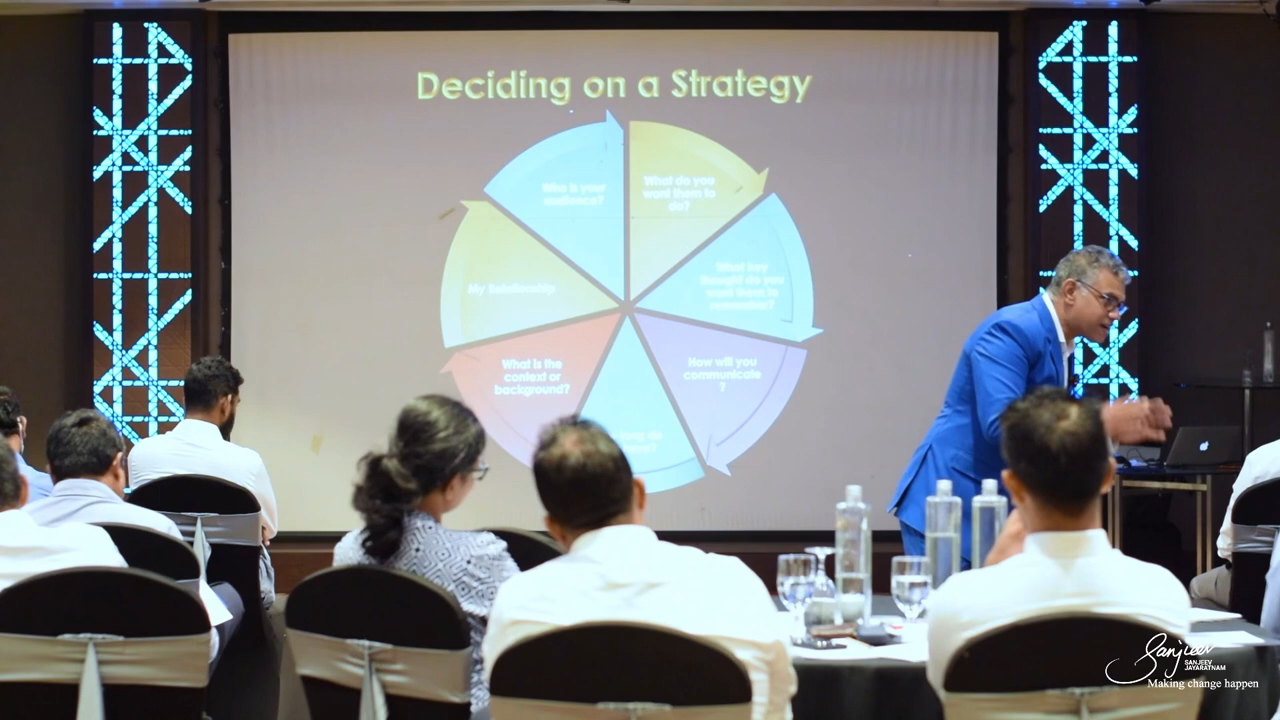 Deciding on a Strategy
Who is your
audience?
What do you
want them to
do?
My Relationship
What key
thought do you
want them to
remember?
What is the
context or
background?
How will you
communicate
?
Sanjeev
SANJEEV
JAYARATNAM
Making change happen